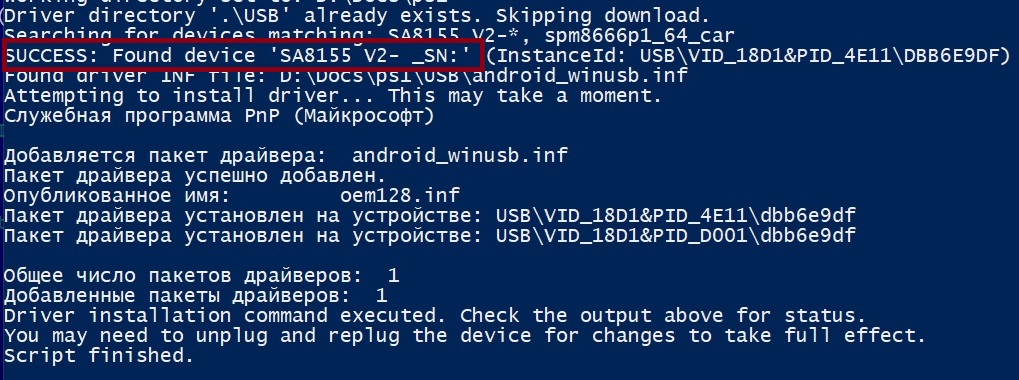 Driver directory '.\USB' already exists. Skipping download.
Searching for devices matching: SA8155 V2-*, spm8666p1_64_car
SUCCESS: Found device 'SA8155 V2- _SN:' (InstanceId: USB\VID_18D1&PID_4E11\DBB6E9DF)
Found driver INF file: D:\Docs\ps1\USB\android_winusb.inf
Attempting to install driver... This may take a moment.
Служебная программа PnP (Майкрософт)
Добавляется пакет драйвера:  android_winusb.inf
Пакет драйвера успешно добавлен.
Опубликованное имя:         oem128.inf
Пакет драйвера установлен на устройстве: USB\VID_18D1&PID_4E11\dbb6e9df
Пакет драйвера установлен на устройстве: USB\VID_18D1&PID_D001\dbb6e9df
Общее число пакетов драйверов:  1
Добавленные пакеты драйверов:  1
Driver installation command executed. Check the output above for status.
You may need to unplug and replug the device for changes to take full effect.
Script finished.